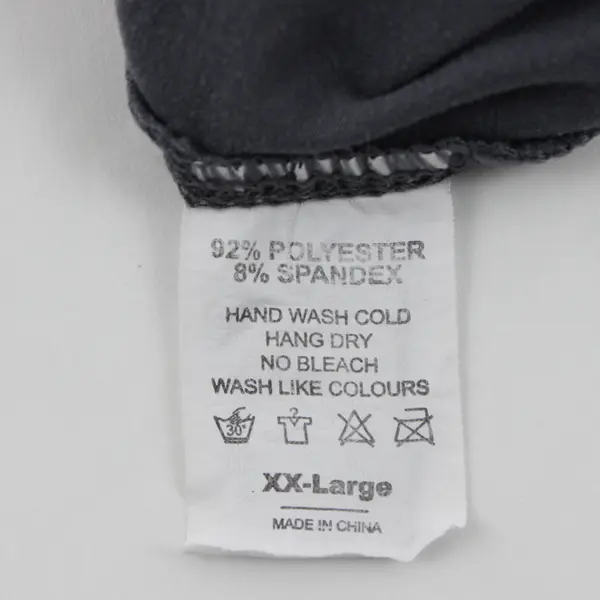 92% POLYESTER
8% SPANDEX
HAND WASH COLD
HANG DRY
NO BLEACH
WASH LIKE COLOURS
30°
XX-Large
MADE IN CHINA